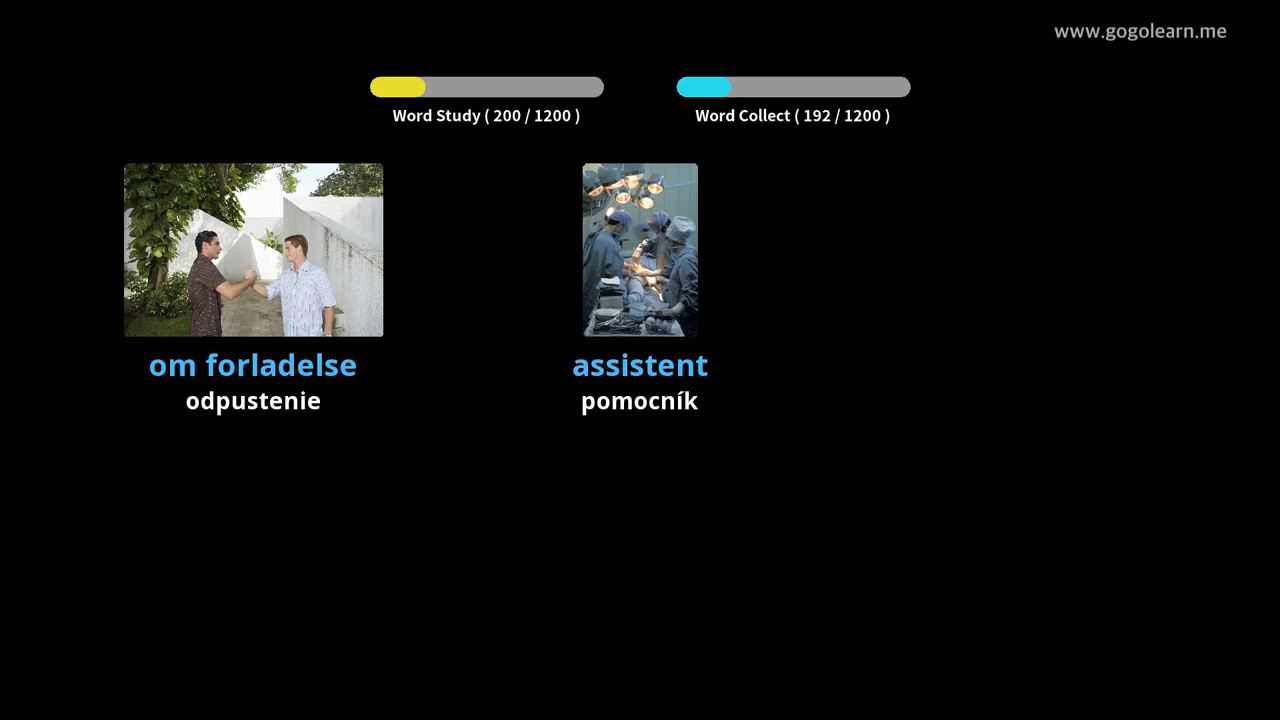 www.gogolearn.me
Word Study ( 200 / 1200 )
Word Collect ( 192 / 1200 )
om forladelse
odpustenie
assistent
pomocník